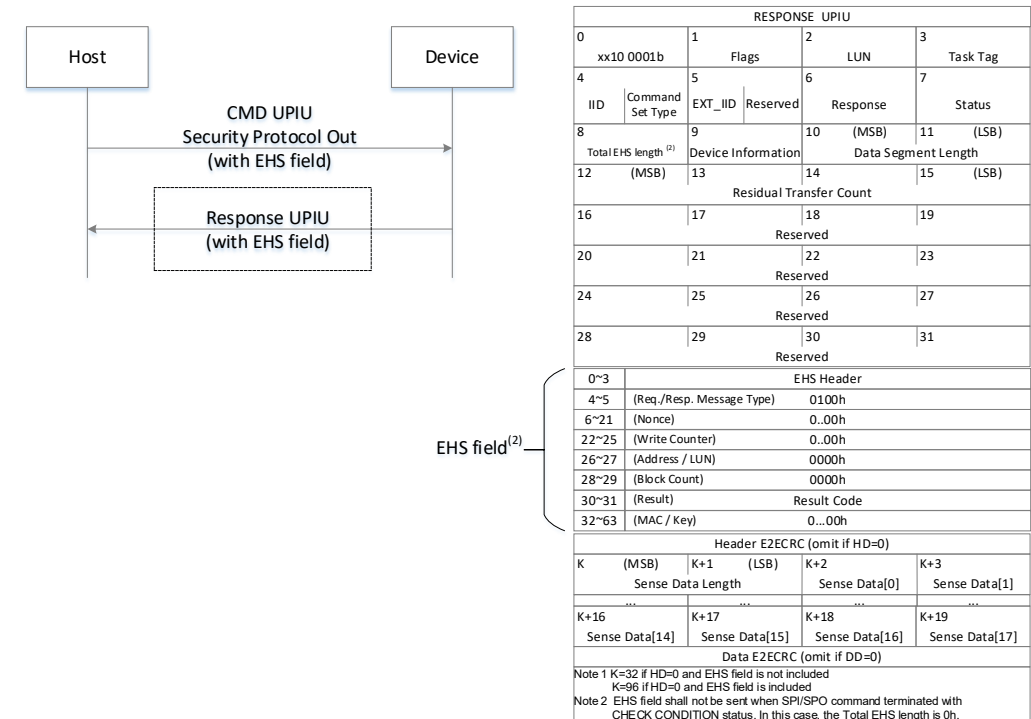 Host
Device
CMD UPIU
Security Protocol Out
(with EHS field)
Response UPIU
(with EHS field)
RESPONSE UPIU
0 1 2 3
xx10 0001b Flags LUN Task Tag
4 5 6 7
IID Command Set Type EXT_IID Reserved Response Status
8 9 10 (MSB) 11 (LSB)
Total EHS length (2) Device Information Data Segment Length
12 (MSB) 13 14 15 (LSB)
Residual Transfer Count
16 17 18 19
Reserved
20 21 22 23
Reserved
24 25 26 27
Reserved
28 29 30 31
Reserved
EHS field(2)
0~3 EHS Header
4~5 (Req./Resp. Message Type) 0100h
6~21 (Nonce) 0..00h
22~25 (Write Counter) 0..00h
26~27 (Address / LUN) 0000h
28~29 (Block Count) 0000h
30~31 (Result) Result Code
32~63 (MAC / Key) 0...00h
Header E2ECRC (omit if HD=0)
K (MSB) K+1 (LSB) K+2 K+3
Sense Data Length Sense Data[0] Sense Data[1]
... ... ... ...
K+16 K+17 K+18 K+19
Sense Data[14] Sense Data[15] Sense Data[16] Sense Data[17]
Data E2ECRC (omit if DD=0)
Note 1 K=32 if HD=0 and EHS field is not included
K=96 if HD=0 and EHS field is included
Note 2 EHS field shall not be sent when SPI/SPO command terminated with
CHECK CONDITION status. In this case, the Total EHS length is 0h.